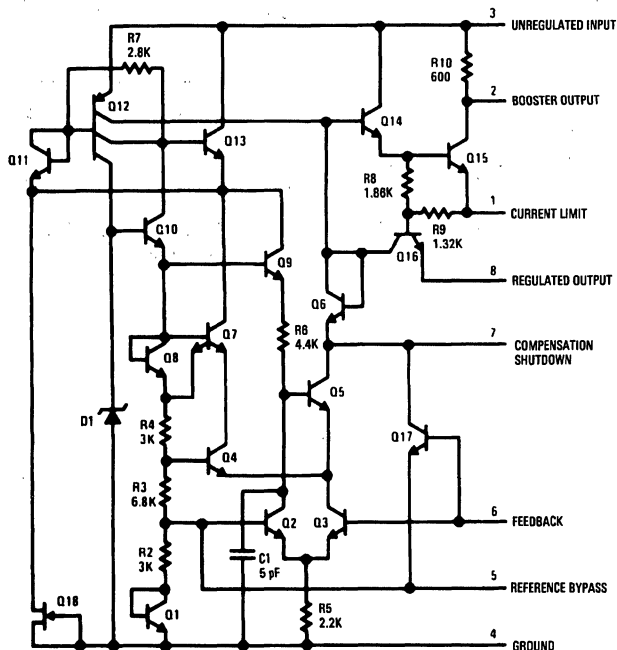 3 UNREGULATED INPUT
R7
2.8K
R10
600
Q12
2 BOOSTER OUTPUT
Q14
Q13
Q11
Q15
R8
1.86K
1 CURRENT LIMIT
R9
1.32K
Q10
Q16
Q9
8 REGULATED OUTPUT
Q6
R6
4.4K
Q7
7 COMPENSATION
SHUTDOWN
Q8
Q5
D1
R4
3K
Q17
Q4
R3
6.8K
6 FEEDBACK
Q2
Q3
R2
3K
C1
5 pF
5 REFERENCE BYPASS
Q18
Q1
R5
2.2K
4 GROUND